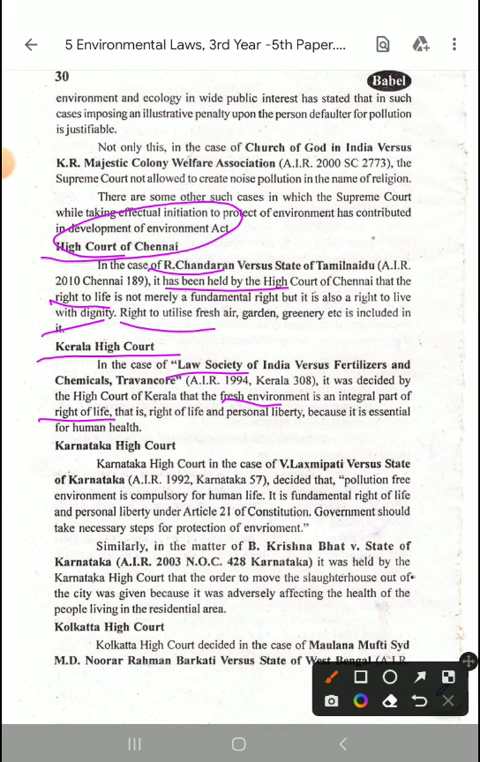 5 Environmental Laws, 3rd Year -5th Paper....
30
Babel
environment and ecology in wide public interest has stated that in such
cases imposing an illustrative penalty upon the person defaulter for pollution
is justifiable.
Not only this, in the case of Church of God in India Versus
K.R. Majestic Colony Welfare Association (A.I.R. 2000 SC 2773), the
Supreme Court not allowed to create noise pollution in the name of religion.
There are some other such cases in which the Supreme Court
while taking effectual initiation to protect of environment has contributed
in development of environment Act.
High Court of Chennai
In the case of R.Chandaran Versus State of Tamilnaidu (A.I.R.
2010 Chennai 189), it has been held by the High Court of Chennai that the
right to life is not merely a fundamental right but it is also a right to live
with dignity. Right to utilise fresh air, garden, greenery etc is included in
it.
Kerala High Court
In the case of “Law Society of India Versus Fertilizers and
Chemicals, Travancore” (A.I.R. 1994, Kerala 308), it was decided by
the High Court of Kerala that the fresh environment is an integral part of
right of life, that is, right of life and personal liberty, because it is essential
for human health.
Karnataka High Court
Karnataka High Court in the case of V.Laxmipati Versus State
of Karnataka (A.I.R. 1992, Karnataka 57), decided that, “pollution free
environment is compulsory for human life. It is fundamental right of life
and personal liberty under Article 21 of Constitution. Government should
take necessary steps for protection of envrioment.”
Similarly, in the matter of B. Krishna Bhat v. State of
Karnataka (A.I.R. 2003 N.O.C. 428 Karnataka) it was held by the
Karnataka High Court that the order to move the slaughterhouse out of
the city was given because it was adversely affecting the health of the
people living in the residential area.
Kolkatta High Court
Kolkatta High Court decided in the case of Maulana Mufti Syd
M.D. Noorar Rahman Barkati Versus State of West Bengal (A.I.R.